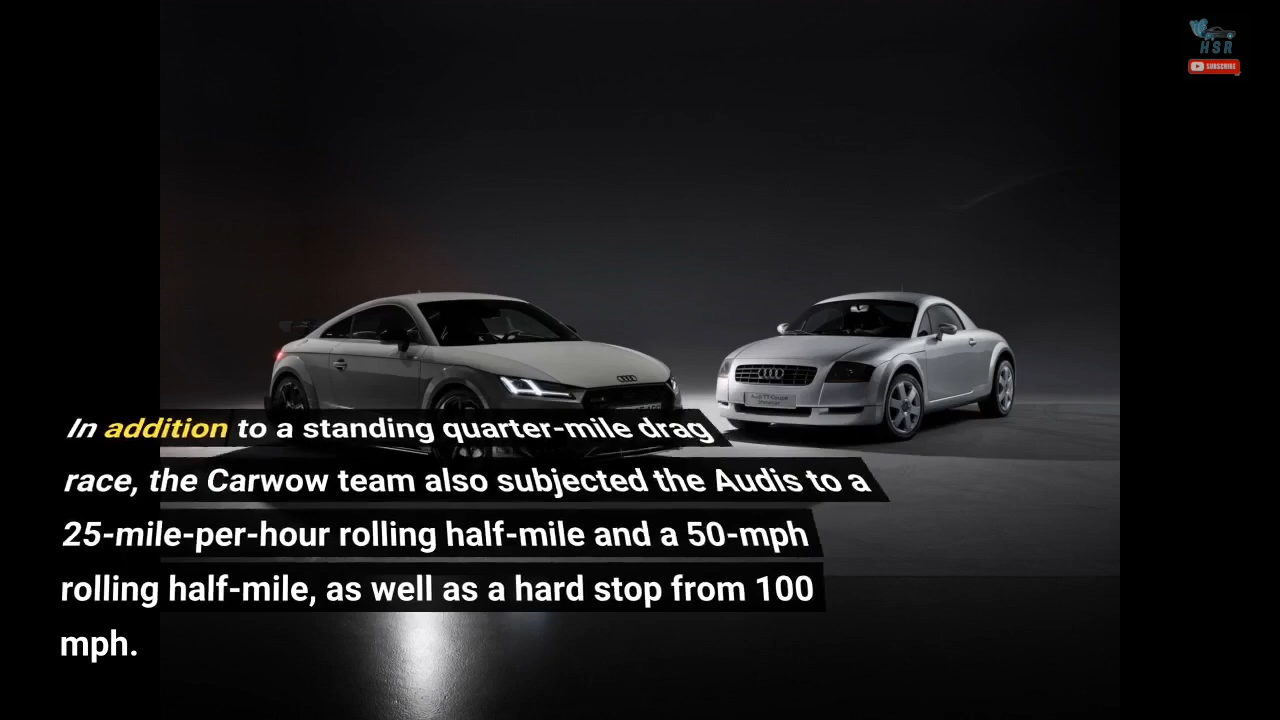 HSR
SUBSCRIBE
In addition to a standing quarter-mile drag
race, the Carwow team also subjected the Audis to a
25-mile-per-hour rolling half-mile and a 50-mph
rolling half-mile, as well as a hard stop from 100
mph.